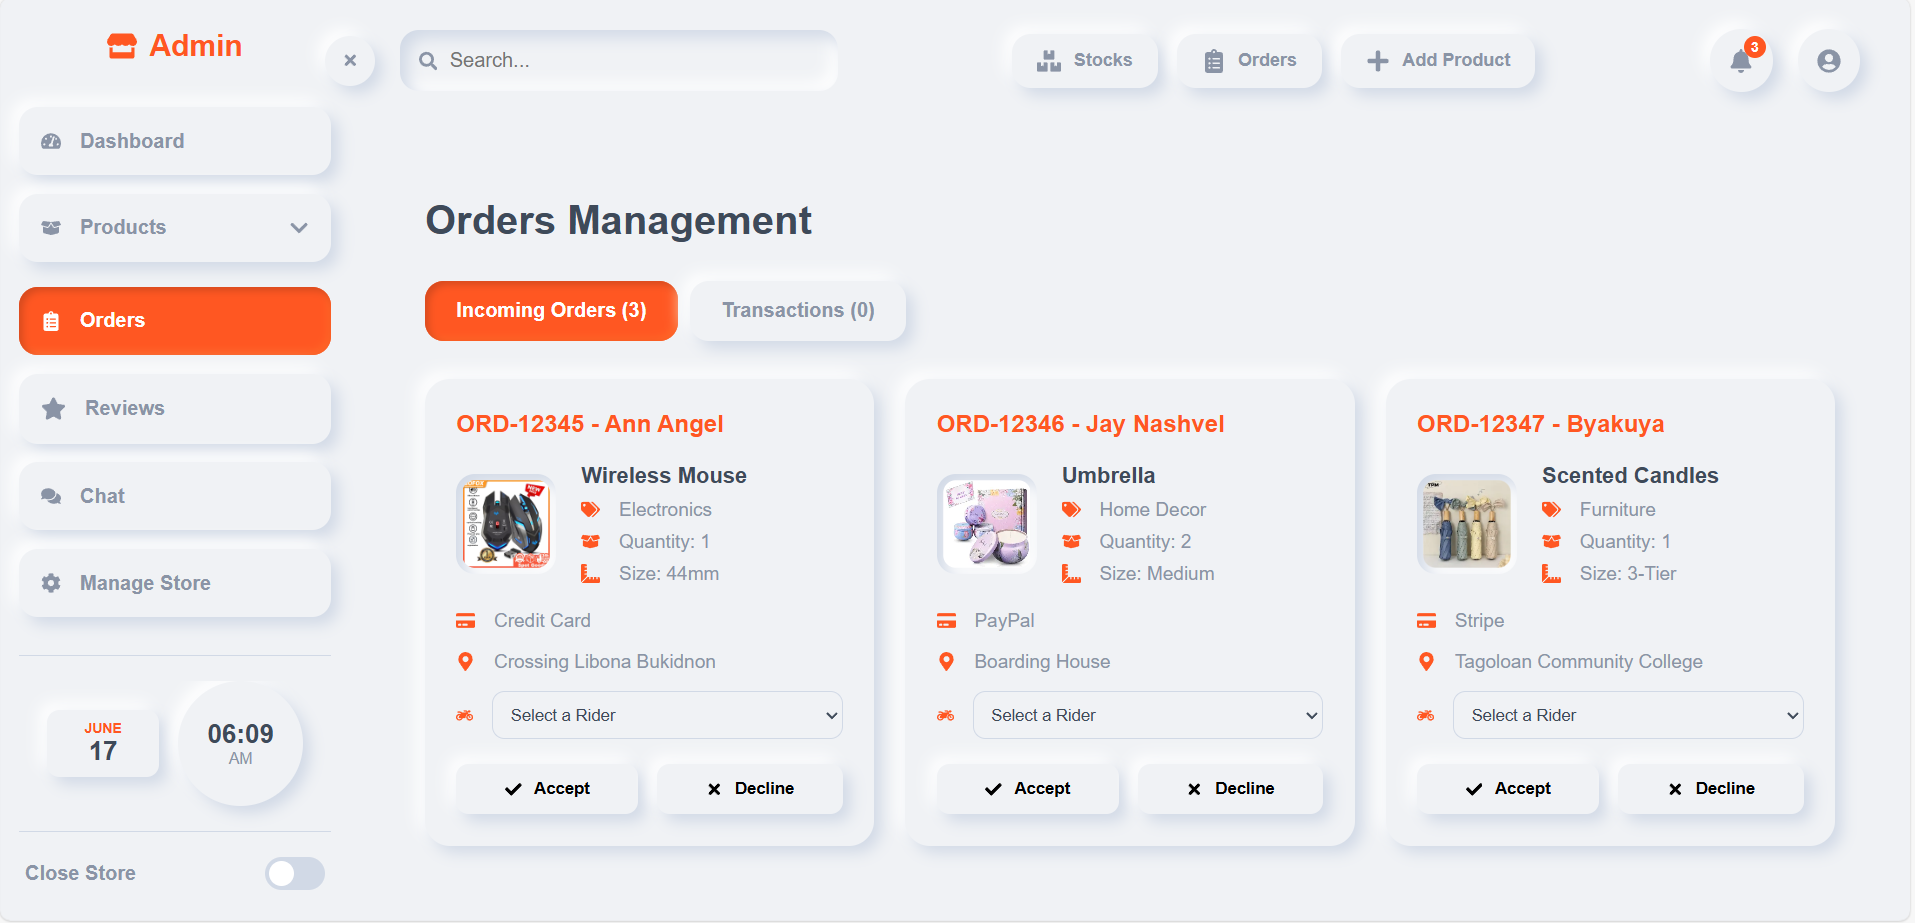 Admin
Search...
Stocks
Orders
Add Product
3
Dashboard
Products
Orders
Reviews
Chat
Manage Store
JUNE
17
06:09
AM
Close Store
Orders Management
Incoming Orders (3)
Transactions (0)
ORD-12345 - Ann Angel
NEW
Wireless Mouse
Electronics
Quantity: 1
Size: 44mm
Credit Card
Crossing Libona Bukidnon
Select a Rider
Accept
Decline
ORD-12346 - Jay Nashvel
Umbrella
Home Decor
Quantity: 2
Size: Medium
PayPal
Boarding House
Select a Rider
Accept
Decline
ORD-12347 - Byakuya
TPM
Scented Candles
Furniture
Quantity: 1
Size: 3-Tier
Stripe
Tagoloan Community College
Select a Rider
Accept
Decline